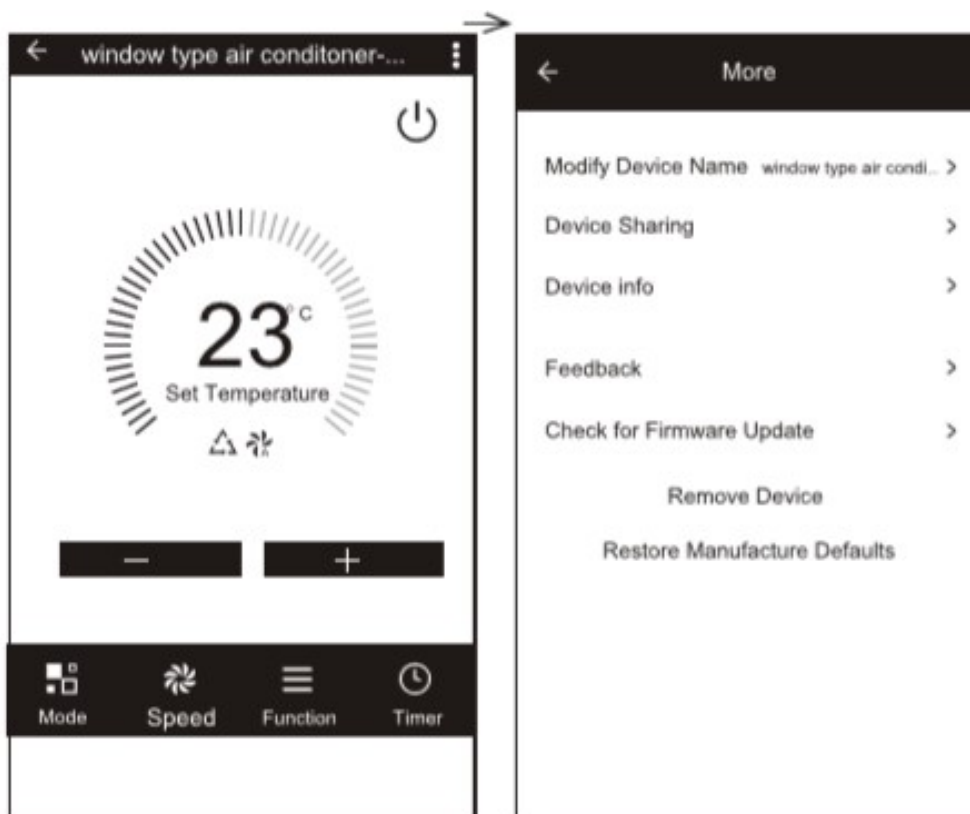 window type air conditoner-...
23°C
Set Temperature
Mode
Speed
Function
Timer
More
Modify Device Name window type air condi...
Device Sharing
Device info
Feedback
Check for Firmware Update
Remove Device
Restore Manufacture Defaults